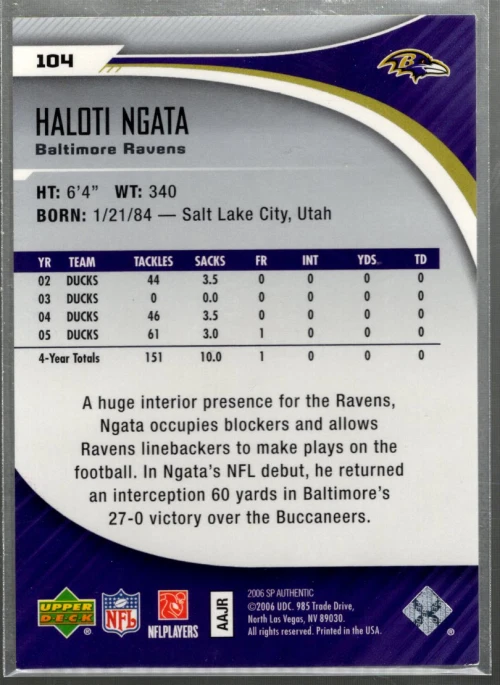 104
B
HALOTI NGATA
Baltimore Ravens
HT: 6'4" WT: 340
BORN: 1/21/84 — Salt Lake City, Utah
YR TEAM TACKLES SACKS FR INT YDS TD
02 DUCKS 44 3.5 0 0 0 0
03 DUCKS 0 0.0 0 0 0 0
04 DUCKS 46 3.5 0 0 0 0
05 DUCKS 61 3.0 1 0 0 0
4-Year Totals 151 10.0 1 0 0 0
A huge interior presence for the Ravens,
Ngata occupies blockers and allows
Ravens linebackers to make plays on the
football. In Ngata's NFL debut, he returned
an interception 60 yards in Baltimore's
27-0 victory over the Buccaneers.
UPPER
DECK ®
NFL
NFLPLAYERS
AAJR
2006 SP AUTHENTIC
©2006 UDC. 985 Trade Drive,
North Las Vegas, NV 89030.
All rights reserved. Printed in the USA.
®